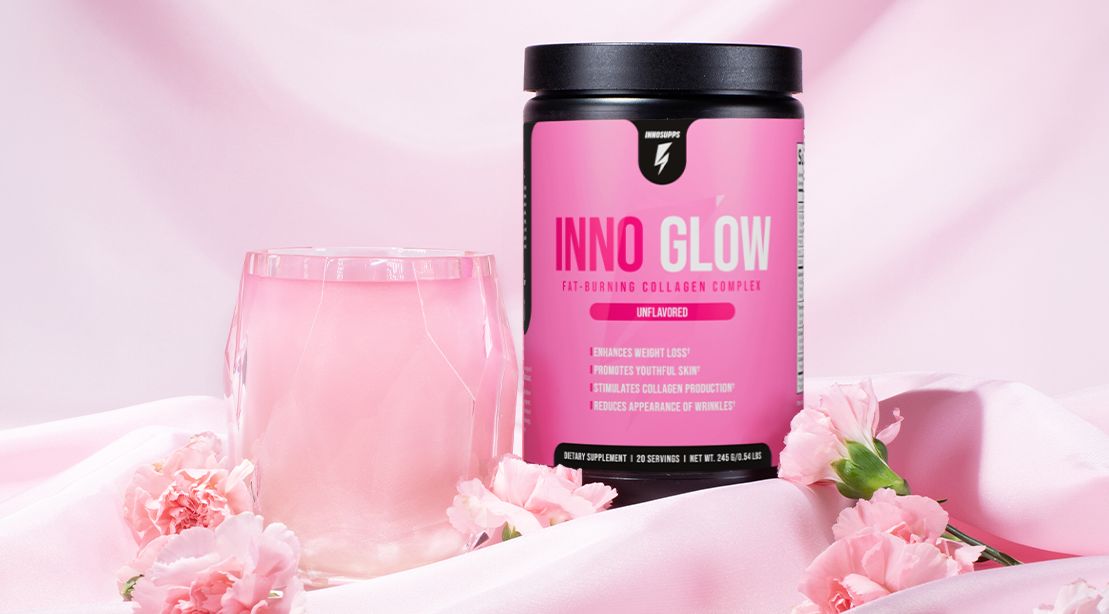 INNOSUPPS
INNO GLOW
FAT-BURNING COLLAGEN COMPLEX
UNFLAVORED
ENHANCES WEIGHT LOSS†
PROMOTES YOUTHFUL SKIN†
STIMULATES COLLAGEN PRODUCTION†
REDUCES APPEARANCE OF WRINKLES†
DIETARY SUPPLEMENT | 20 SERVINGS | NET WT. 245 G/0.54 LBS